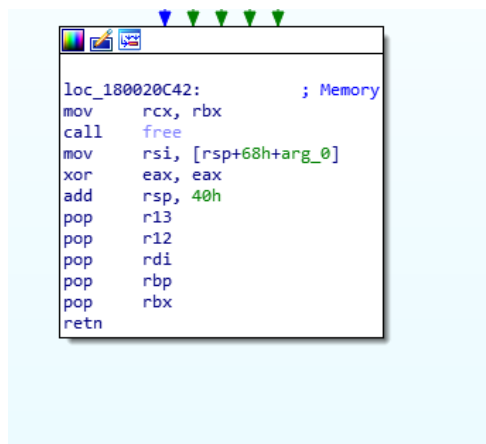 loc_180020C42: ; Memory
mov rcx, rbx
call free
mov rsi, [rsp+68h+arg_0]
xor eax, eax
add rsp, 40h
pop r13
pop r12
pop rdi
pop rbp
pop rbx
retn